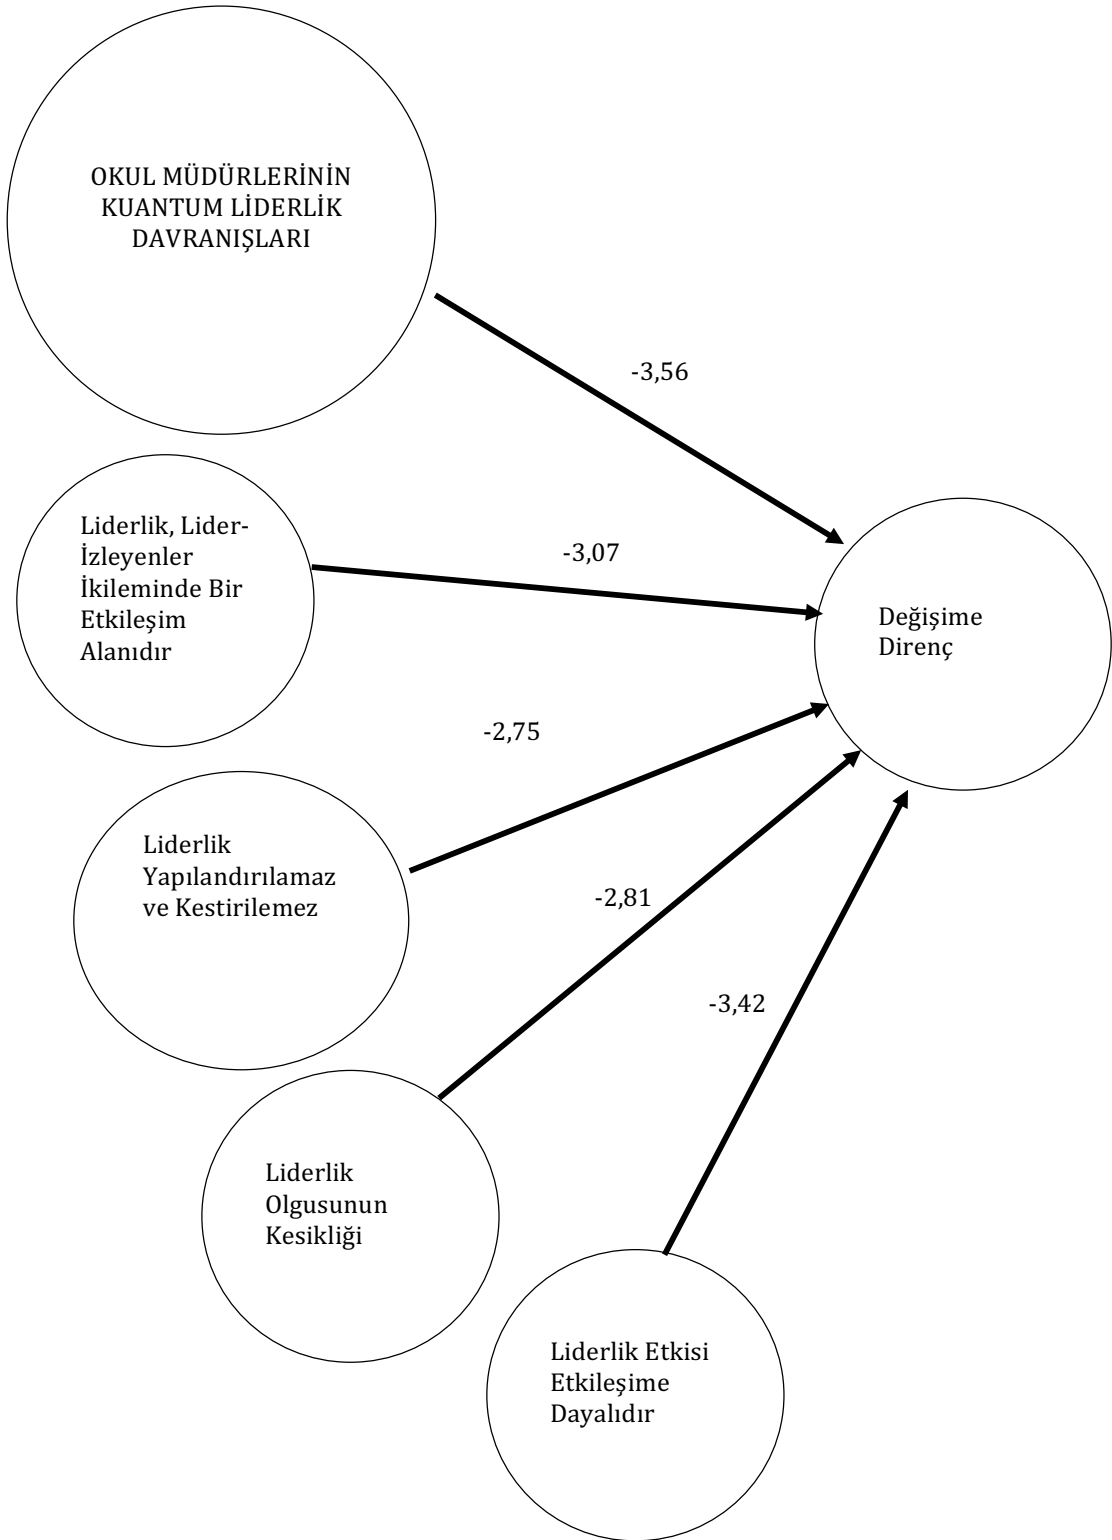 OKUL MÜDÜRLERİNİN
KUANTUM LİDERLİK
DAVRANIŞLARI
-3,56
Liderlik, Lider-
İzleyenler
İkileminde Bir
Etkileşim
Alanıdır
-3,07
Değişime
Direnç
-2,75
Liderlik
Yapılandırılamaz
ve Kestirilemez
-2,81
-3,42
Liderlik
Olgusunun
Kesikliği
Liderlik Etkisi
Etkileşime
Dayalıdır